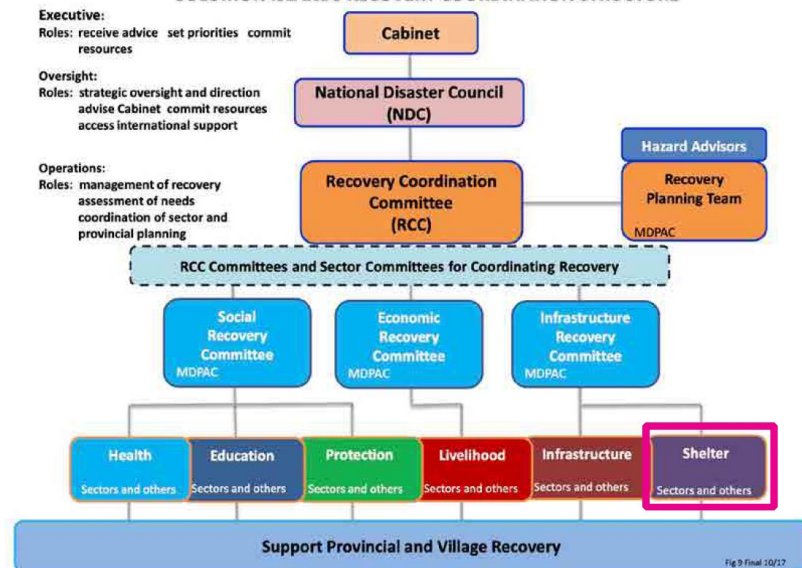 Executive:
Roles: receive advice set priorities commit
resources
Cabinet
Oversight:
Roles: strategic oversight and direction
advise Cabinet commit resources
access international support
National Disaster Council
(NDC)
Operations:
Roles: management of recovery
assessment of needs
coordination of sector and
provincial planning
Recovery Coordination
Committee
(RCC)
Hazard Advisors
Recovery
Planning Team
MDPAC
RCC Committees and Sector Committees for Coordinating Recovery
Social
Recovery
Committee
MDPAC
Economic
Recovery
Committee
MDPAC
Infrastructure
Recovery
Committee
MDPAC
Health
Sectors and others
Education
Sectors and others
Protection
Sectors and others
Livelihood
Sectors and others
Infrastructure
Sectors and others
Shelter
Sectors and others
Support Provincial and Village Recovery
Fig 9 Final 10/17